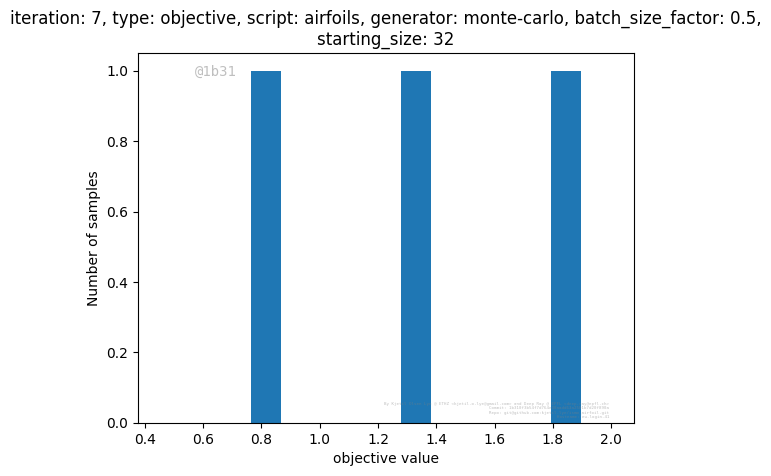 iteration: 7, type: objective, script: airfoils, generator: monte-carlo, batch_size_factor: 0.5,
starting_size: 32
@1b31
Number of samples
1.0
0.8
0.6
0.4
0.2
0.0
0.4 0.6 0.8 1.0 1.2 1.4 1.6 1.8 2.0
objective value